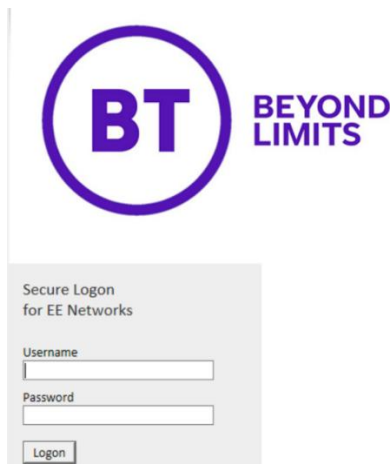 BT
BEYOND
LIMITS
Secure Logon
for EE Networks
Username
Password
Logon